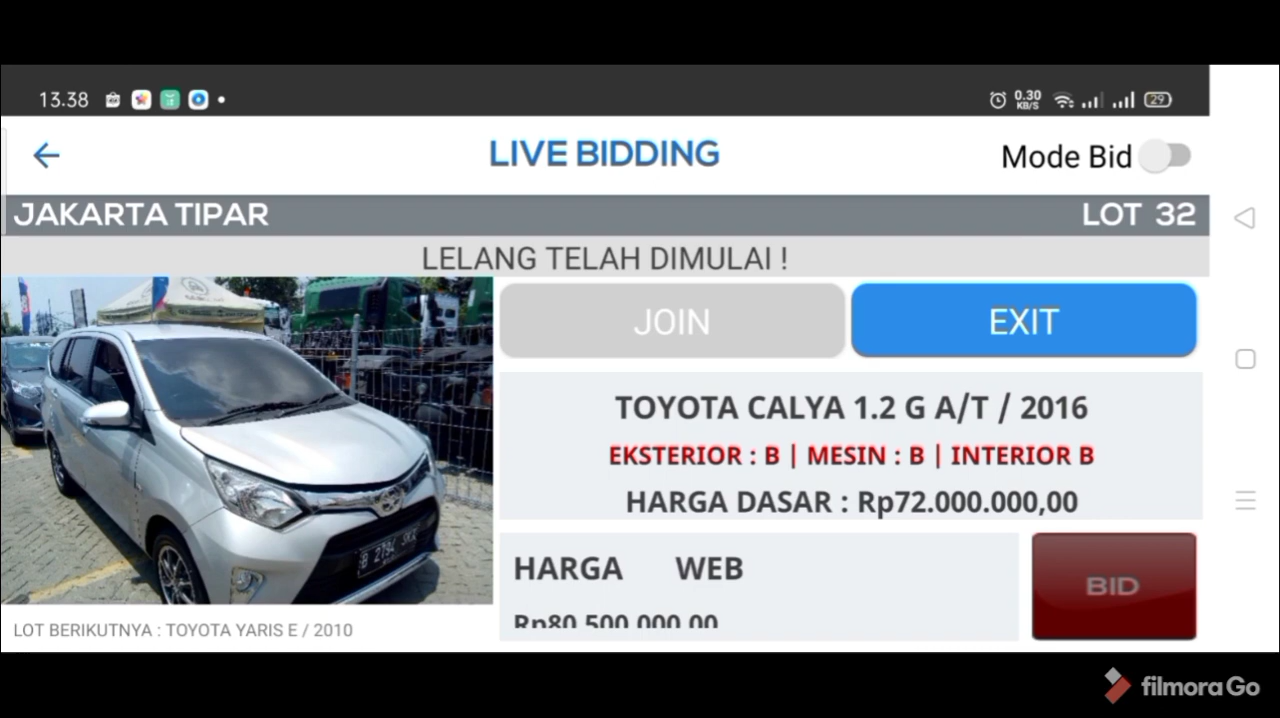 13.38
0.30
KB/S
29
LIVE BIDDING
Mode Bid
JAKARTA TIPAR
LOT 32
LELANG TELAH DIMULAI !
JOIN
EXIT
TOYOTA CALYA 1.2 G A/T / 2016
EKSTERIOR : B | MESIN : B | INTERIOR B
HARGA DASAR : Rp72.000.000,00
HARGA WEB
Rp80.500.000,00
BID
LOT BERIKUTNYA : TOYOTA YARIS E / 2010
filmoraGo